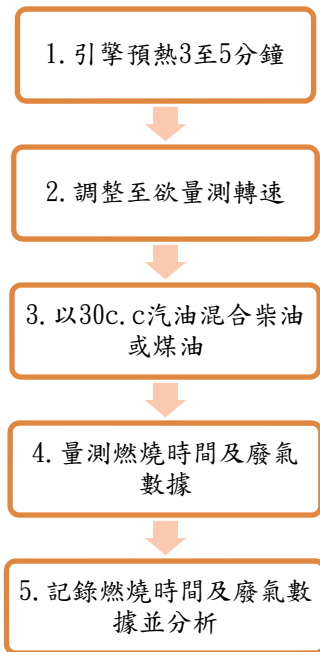 1.引擎預熱3至5分鐘
2.調整至欲量測轉速
3.以30c.c汽油混合柴油
或煤油
4.量測燃燒時間及廢氣
數據
5.記錄燃燒時間及廢氣數
據並分析